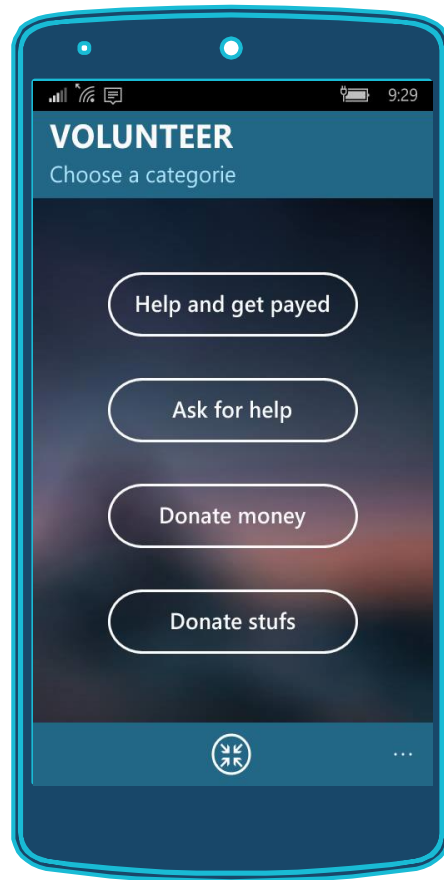 9:29
VOLUNTEER
Choose a categorie
Help and get payed
Ask for help
Donate money
Donate stufs